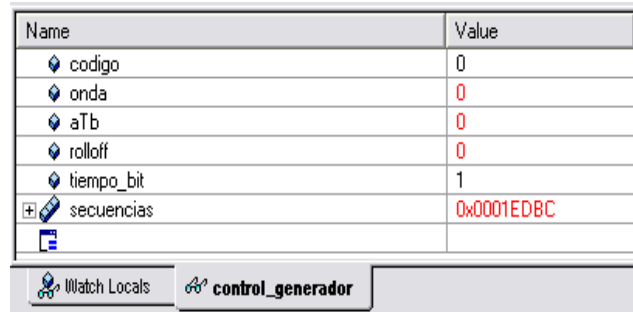 Name Value
codigo 0
onda 0
aTb 0
rolloff 0
tiempo_bit 1
secuencias 0x0001EDBC
Watch Locals control_generador